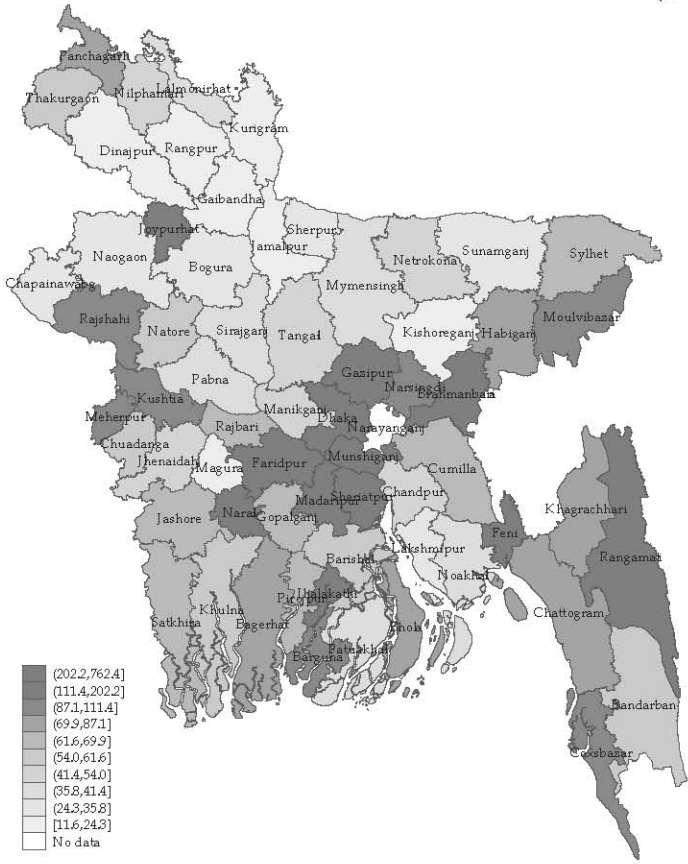 Panchagarh
Lalmonirhat
Thakurgaon
Nilphamari
Kurigram
Dinajpur
Rangpur
Gaibandha
Joypurhat
Sherpur
Jamalpur
Naogaon
Bogura
Netrokona
Sunamganj
Sylhet
Mymensingh
Chapainawabg
Rajshahi
Natore
Sirajganj
Tangal
Kishoreganj
Habiganj
Moulvibazar
Gazipur
Pabna
Narsingdi
Brahmanbaia
Kushtia
Manikganj
Meherpur
Dhaka
Rajbari
Narayanganj
Chuadanga
Jhenaidah
Magura
Faridpur
Munshiganj
Cumilla
Madaripur
Shariatpur
Chandpur
Khagrachhari
Jashore
Narail
Gopalganj
Feni
Lakshmipur
Barishal
Rangamati
Noakhali
Jhalakathi
Pirojpur
Khulna
Satkhira
Bagerhat
Bhola
Chattogram
Patuakhali
Barguna
Bandarban
Coxsbazar
(202.2,762.4]
(111.4,202.2]
(87.1,111.4]
(69.9,87.1]
(61.6,69.9]
(54.0,61.6]
(41.4,54.0]
(35.8,41.4]
(24.3,35.8]
[11.6,24.3]
No data